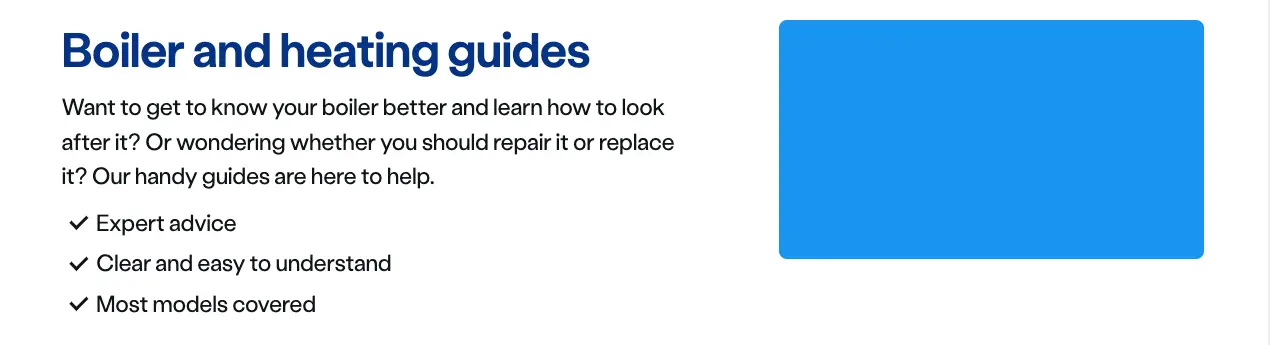 Boiler and heating guides
Want to get to know your boiler better and learn how to look
after it? Or wondering whether you should repair it or replace
it? Our handy guides are here to help.
Expert advice
Clear and easy to understand
Most models covered